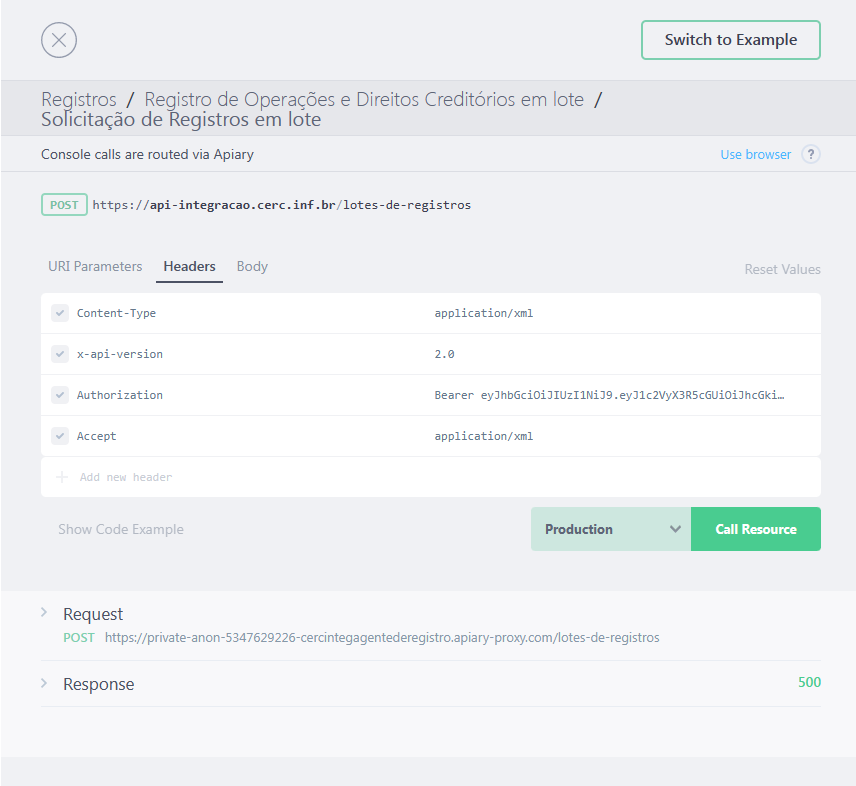 Switch to Example
Registros / Registro de Operações e Direitos Creditórios em lote /
Solicitação de Registros em lote
Console calls are routed via Apiary
Use browser ?
POST https://api-integracao.cerc.inf.br/lotes-de-registros
URI Parameters Headers Body
Reset Values
Content-Type application/xml
x-api-version 2.0
Authorization Bearer eyJhbGciOiJIUzI1NiJ9.eyJ1c2VyX3R5cGUiOiJhcGki…
Accept application/xml
Add new header
Show Code Example
Production
Call Resource
Request
POST https://private-anon-5347629226-cercintegagentederegistro.apiary-proxy.com/lotes-de-registros
Response 500